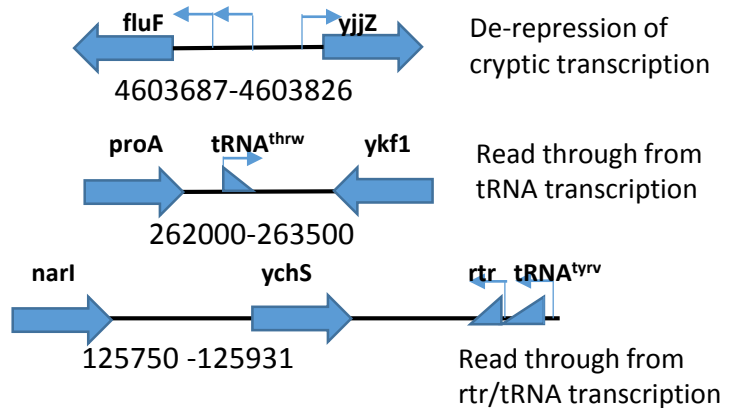 fluF yjjZ
De-repression of
cryptic transcription
4603687-4603826
proA tRNAthrw ykf1
Read through from
tRNA transcription
262000-263500
narI ychS rtr tRNAtyrv
125750 -125931
Read through from
rtr/tRNA transcription